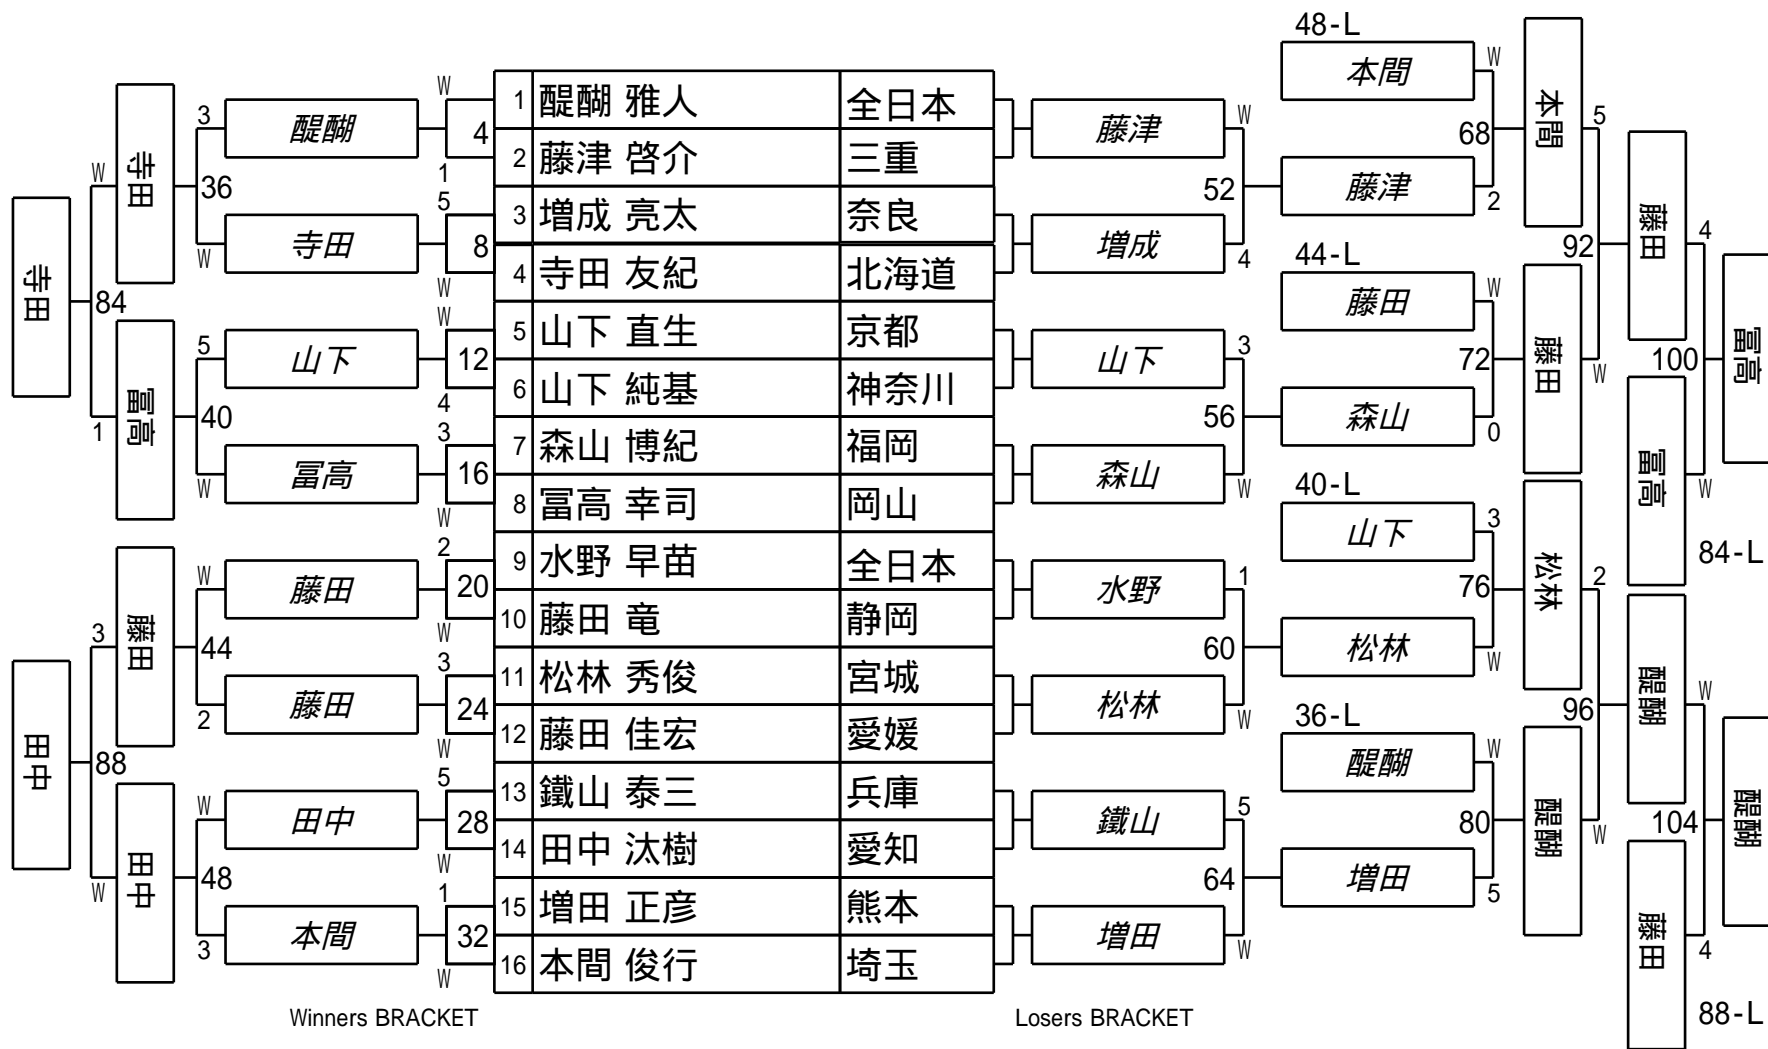 48-L
W
本間
W
1 醍醐 雅人 全日本
3
醍醐
4
藤津
W
68
本間
5
2 藤津 啓介 三重
1
W
寺田
36
52
藤津
2
5
3 増成 亮太 奈良
寺田
8
増成
4
92
藤田
4
W
W
4 寺田 友紀 北海道
44-L
藤田
W
寺田
84
W
5 山下 直生 京都
5
山下
12
山下
3
72
藤田
W
100
冨高
6 山下 純基 神奈川
4
1
冨高
40
56
森山
0
3
7 森山 博紀 福岡
冨高
16
森山
W
W
W
8 冨高 幸司 岡山
40-L
山下
3
冨高
W
84-L
2
9 水野 早苗 全日本
W
藤田
20
水野
1
76
松林
2
10 藤田 竜 静岡
W
3
藤田
44
60
松林
W
3
11 松林 秀俊 宮城
藤田
24
松林
W
2
W
12 藤田 佳宏 愛媛
36-L
醍醐
W
96
醍醐
W
田中
88
5
13 鐵山 泰三 兵庫
W
田中
28
鐵山
5
80
醍醐
W
104
醍醐
14 田中 汰樹 愛知
W
W
田中
48
64
増田
5
1
15 増田 正彦 熊本
本間
32
増田
W
3
W
16 本間 俊行 埼玉
藤田
4
88-L
Winners BRACKET
Losers BRACKET